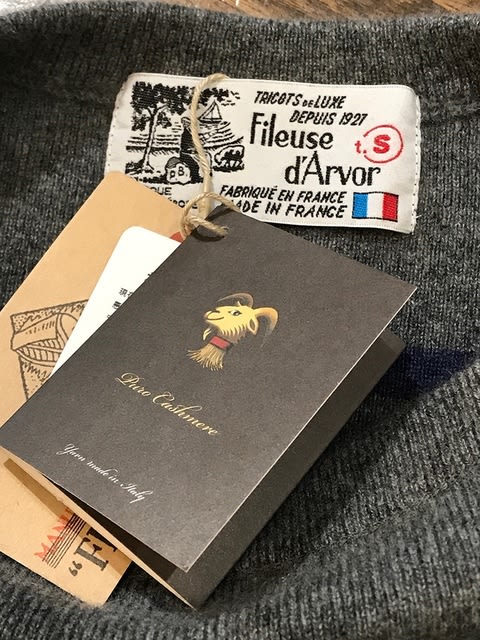 TRICOTS DE LUXE
DEPUIS 1927
Fileuse
d'Arvor
t.S
P.B.
FABRIQUÉ EN FRANCE
MADE IN FRANCE
Puro Cashmere
Yarn made in Italy